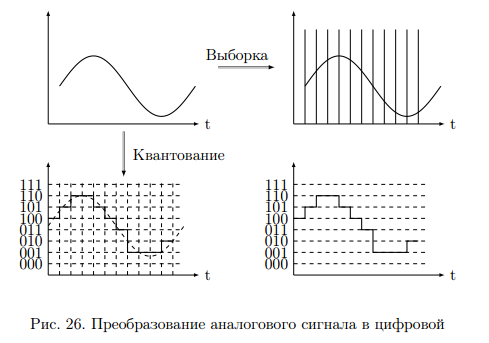 Выборка
t
t
Квантование
111
110
101
100
011
010
001
000
t
111
110
101
100
011
010
001
000
t
Рис. 26. Преобразование аналогового сигнала в цифровой